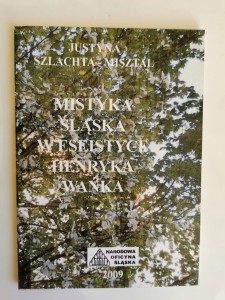 JUSTYNA
SZLACHTA-MISZTAL
MISTYKA
ŚLĄSKA
W ESEISTYCE
HENRYKA
WAŃKA
NARODOWA
OFICYNA
ŚLĄSKA
2009